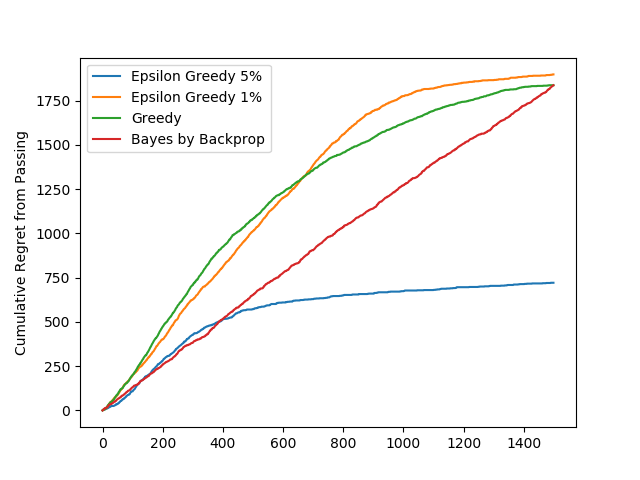 Epsilon Greedy 5%
Epsilon Greedy 1%
Greedy
Bayes by Backprop
Cumulative Regret from Passing
1750
1500
1250
1000
750
500
250
0
0 200 400 600 800 1000 1200 1400